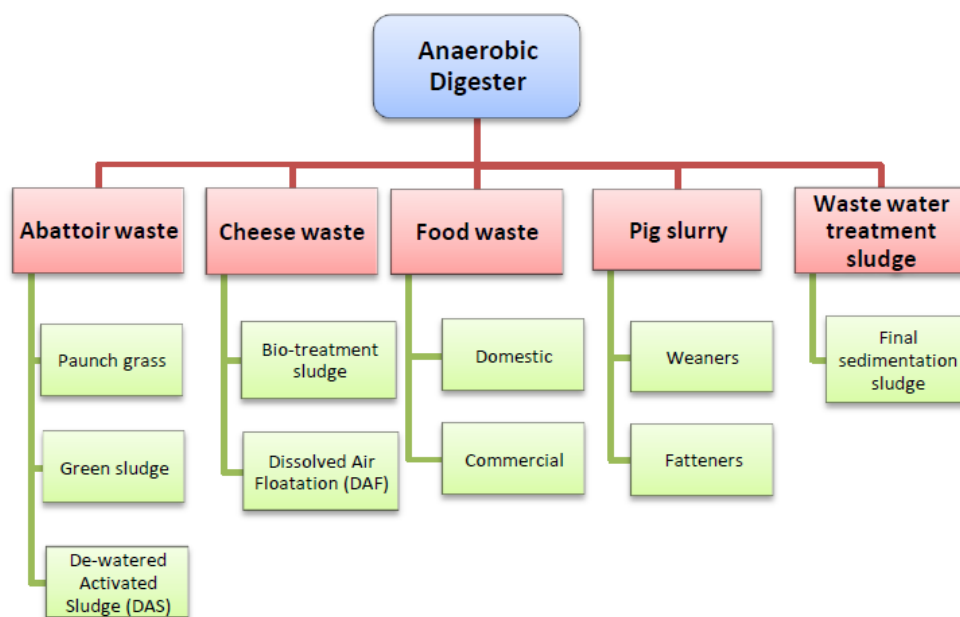 Anaerobic
Digester
Abattoir waste
Cheese waste
Food waste
Pig slurry
Waste water
treatment
sludge
Paunch grass
Green sludge
De-watered
Activated
Sludge (DAS)
Bio-treatment
sludge
Dissolved Air
Floatation (DAF)
Domestic
Commercial
Weaners
Fatteners
Final
sedimentation
sludge